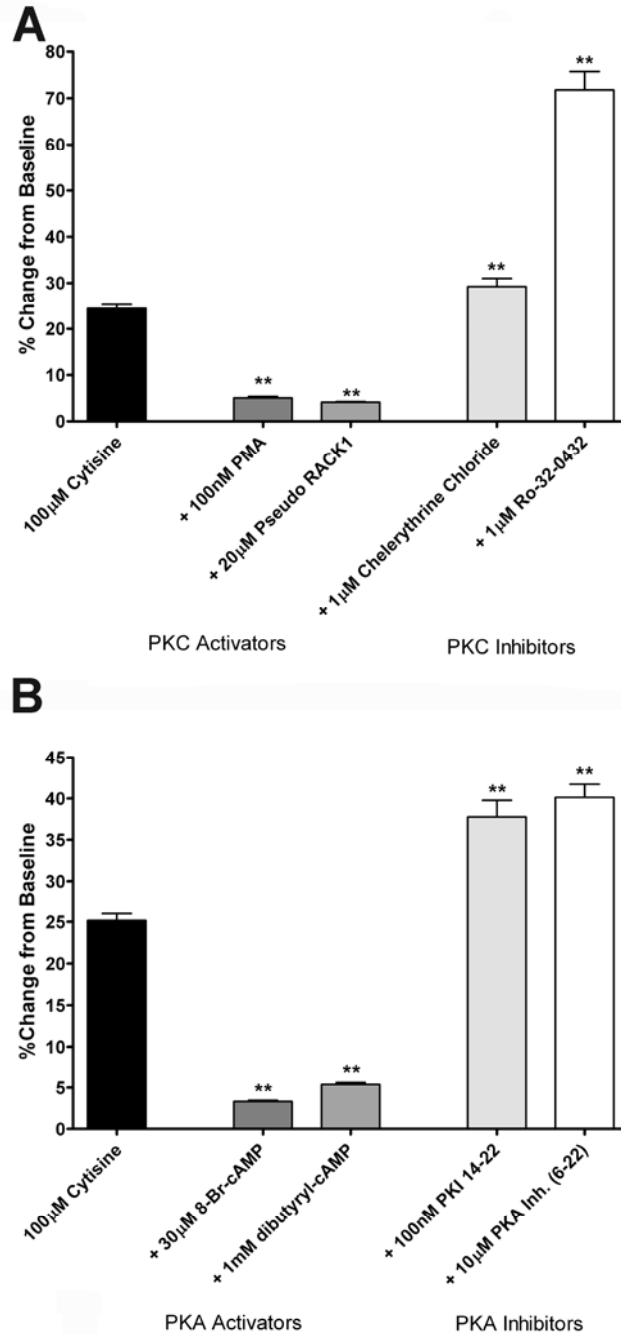 A
% Change from Baseline
80
70
60
50
40
30
20
10
0
**
**
**
**
100μM Cytisine
+ 100nM PMA
+ 20μM Pseudo RACK1
+ 1μM Chelerythrine Chloride
+ 1μM Ro-32-0432
PKC Activators
PKC Inhibitors
B
%Change from Baseline
45
40
35
30
25
20
15
10
5
0
**
**
**
**
100μM Cytisine
+ 30μM 8-Br-cAMP
+ 1mM dibutyryl-cAMP
+ 100nM PKI 14-22
+ 10μM PKA Inh. (6-22)
PKA Activators
PKA Inhibitors